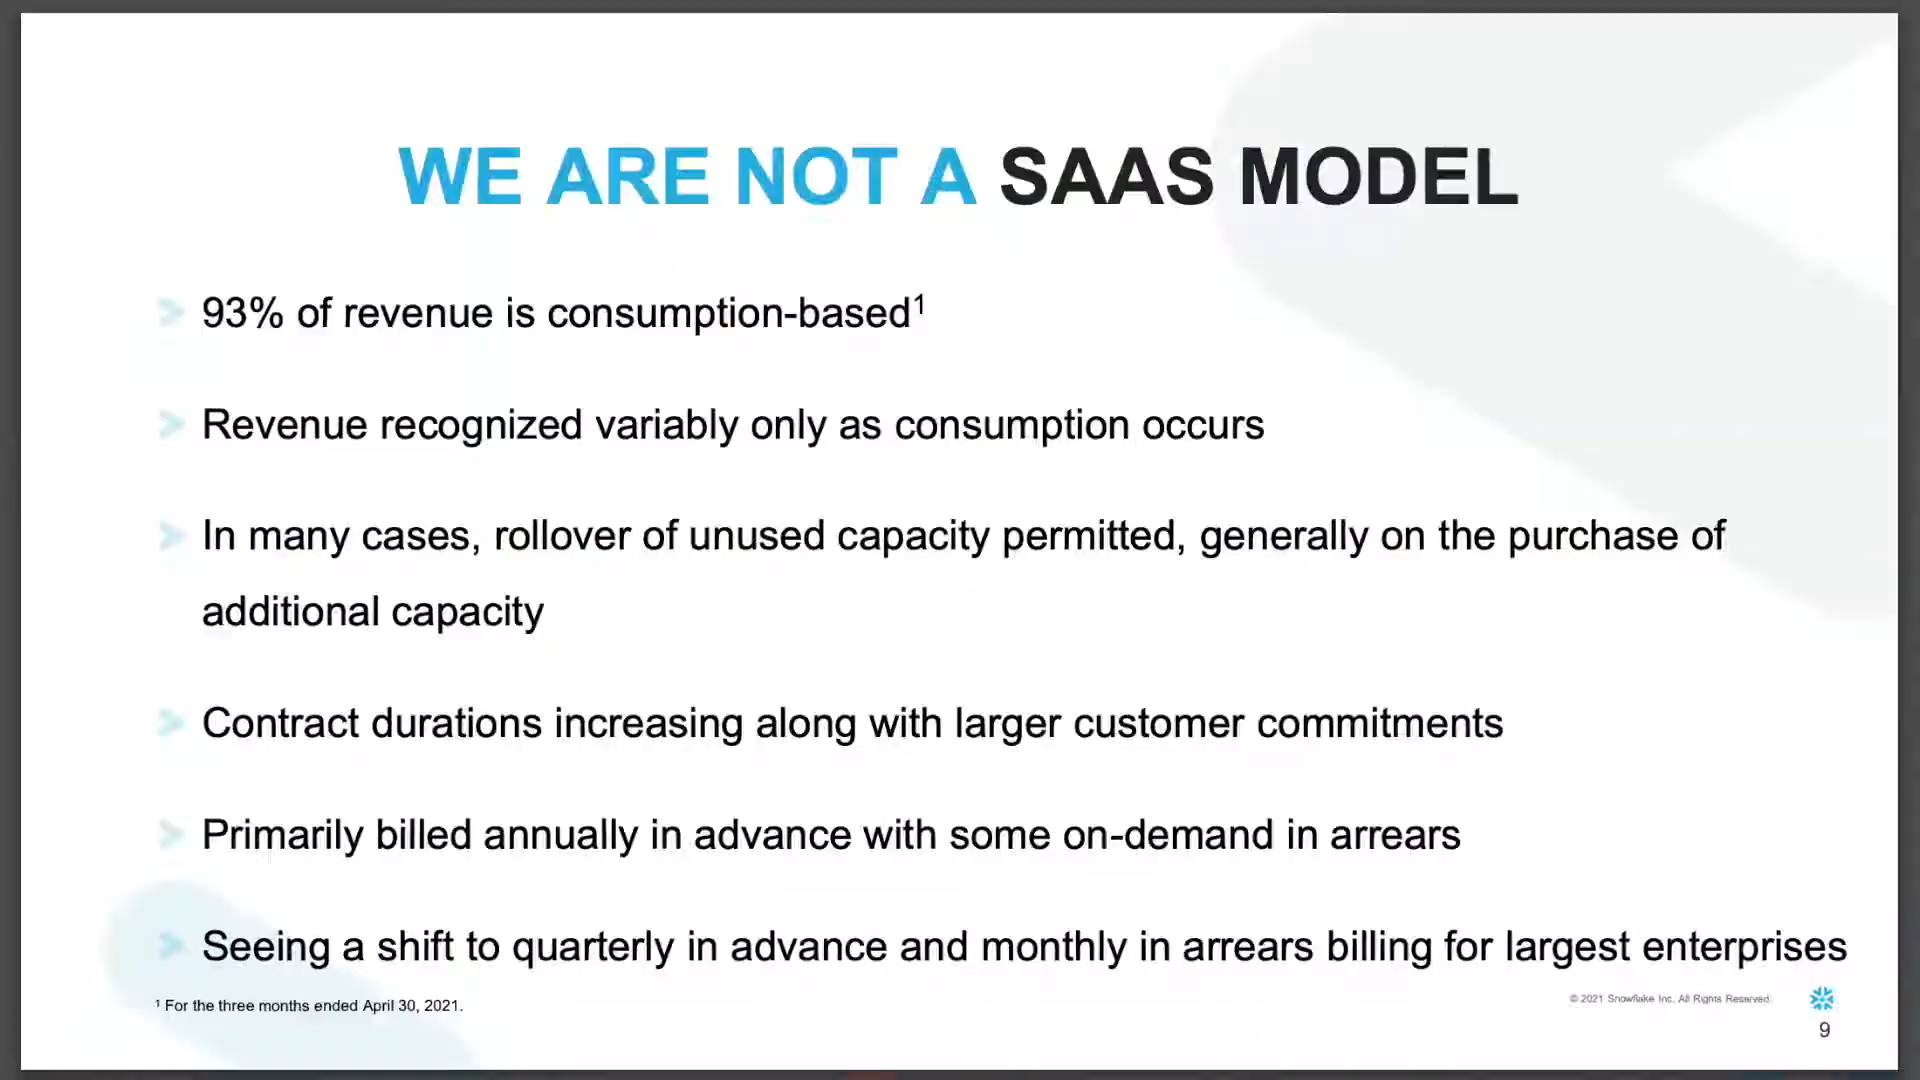 WE ARE NOT A SAAS MODEL
93% of revenue is consumption-based¹
Revenue recognized variably only as consumption occurs
In many cases, rollover of unused capacity permitted, generally on the purchase of
additional capacity
Contract durations increasing along with larger customer commitments
Primarily billed annually in advance with some on-demand in arrears
Seeing a shift to quarterly in advance and monthly in arrears billing for largest enterprises
¹ For the three months ended April 30, 2021.
© 2021 Snowflake Inc. All Rights Reserved.
9